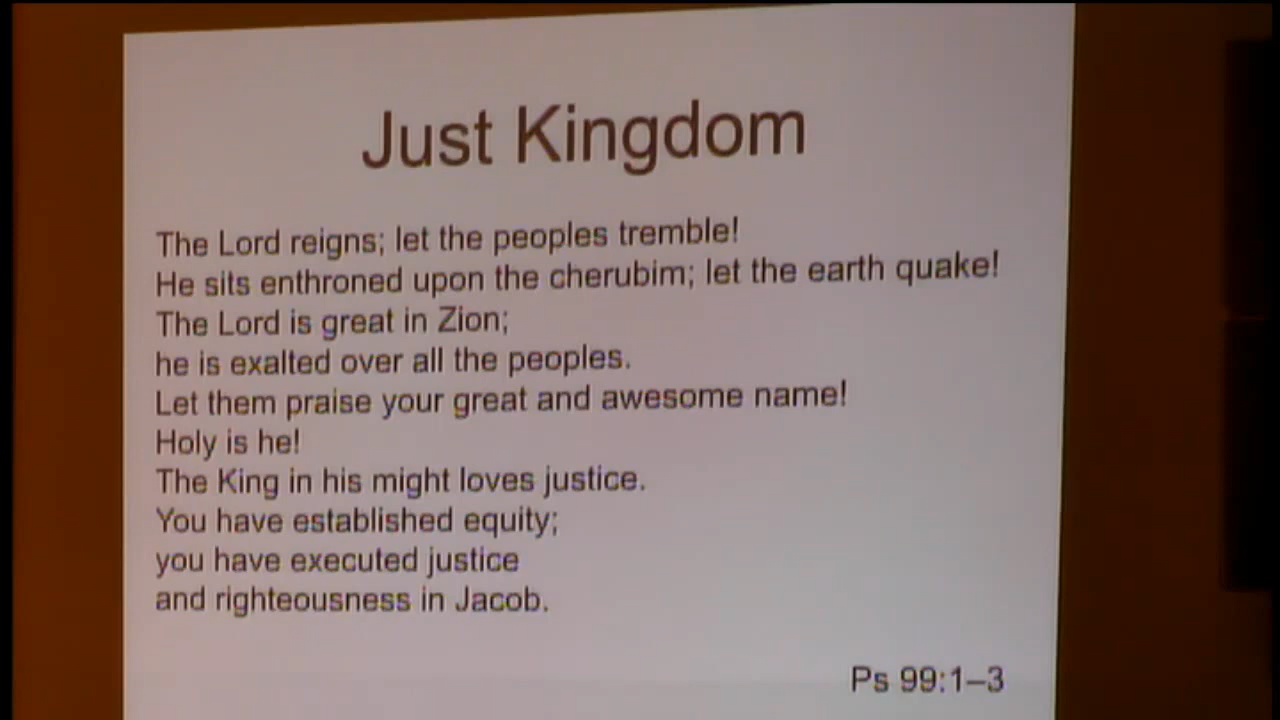 Just Kingdom
The Lord reigns; let the peoples tremble!
He sits enthroned upon the cherubim; let the earth quake!
The Lord is great in Zion;
he is exalted over all the peoples.
Let them praise your great and awesome name!
Holy is he!
The King in his might loves justice.
You have established equity;
you have executed justice
and righteousness in Jacob.
Ps 99:1–3